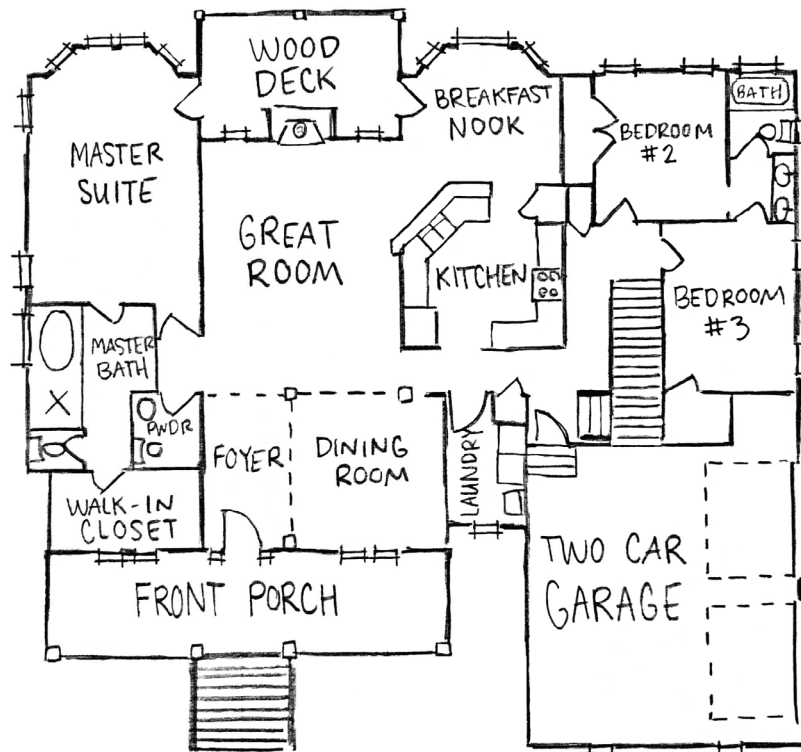 WOOD
DECK
BREAKFAST
NOOK
BATH
BEDROOM
#2
MASTER
SUITE
GREAT
ROOM
KITCHEN
BEDROOM
#3
MASTER
BATH
PWDR
FOYER
DINING
ROOM
LAUNDRY
WALK-IN
CLOSET
TWO CAR
GARAGE
FRONT PORCH